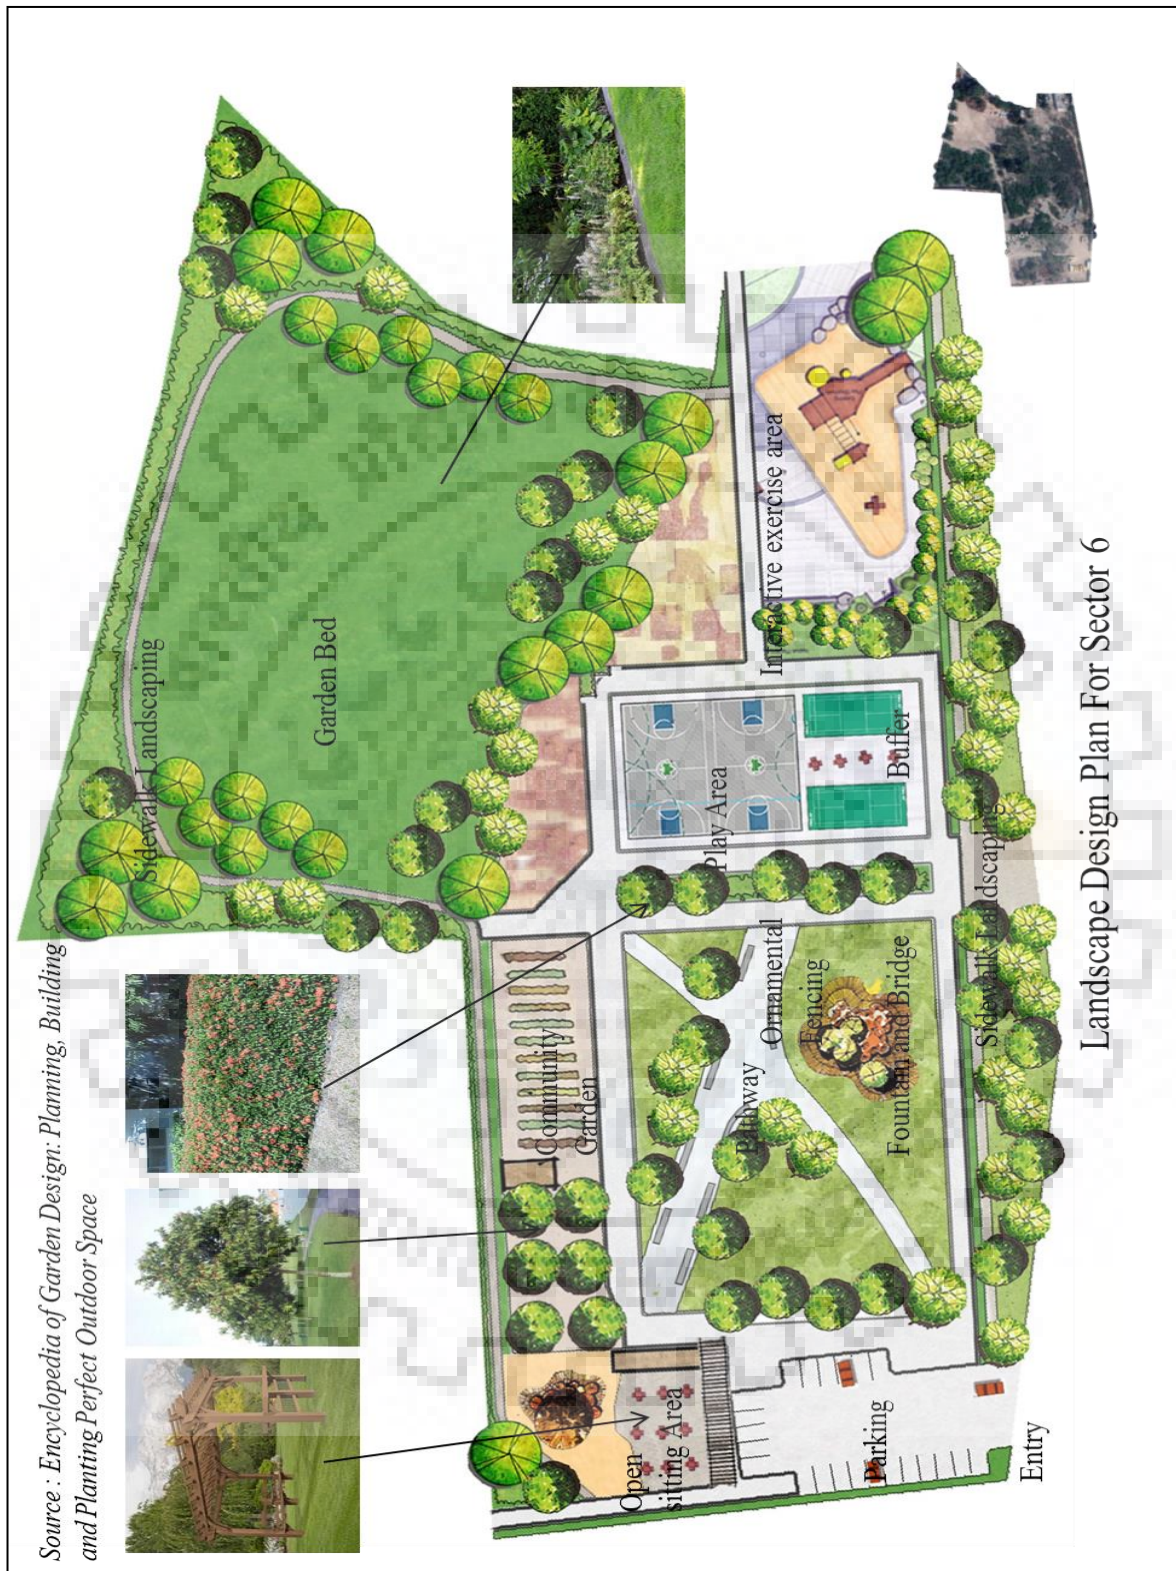 Source : Encyclopedia of Garden Design: Planning, Building
and Planting Perfect Outdoor Space
Sidewalk Landscaping
Garden Bed
Community
Garden
Open
sitting Area
Play Area
Interactive exercise area
Pathway
Ornamental
Fencing
Fountain and Bridge
Buffer
Parking
Sidewalk Landscaping
Entry
Landscape Design Plan For Sector 6